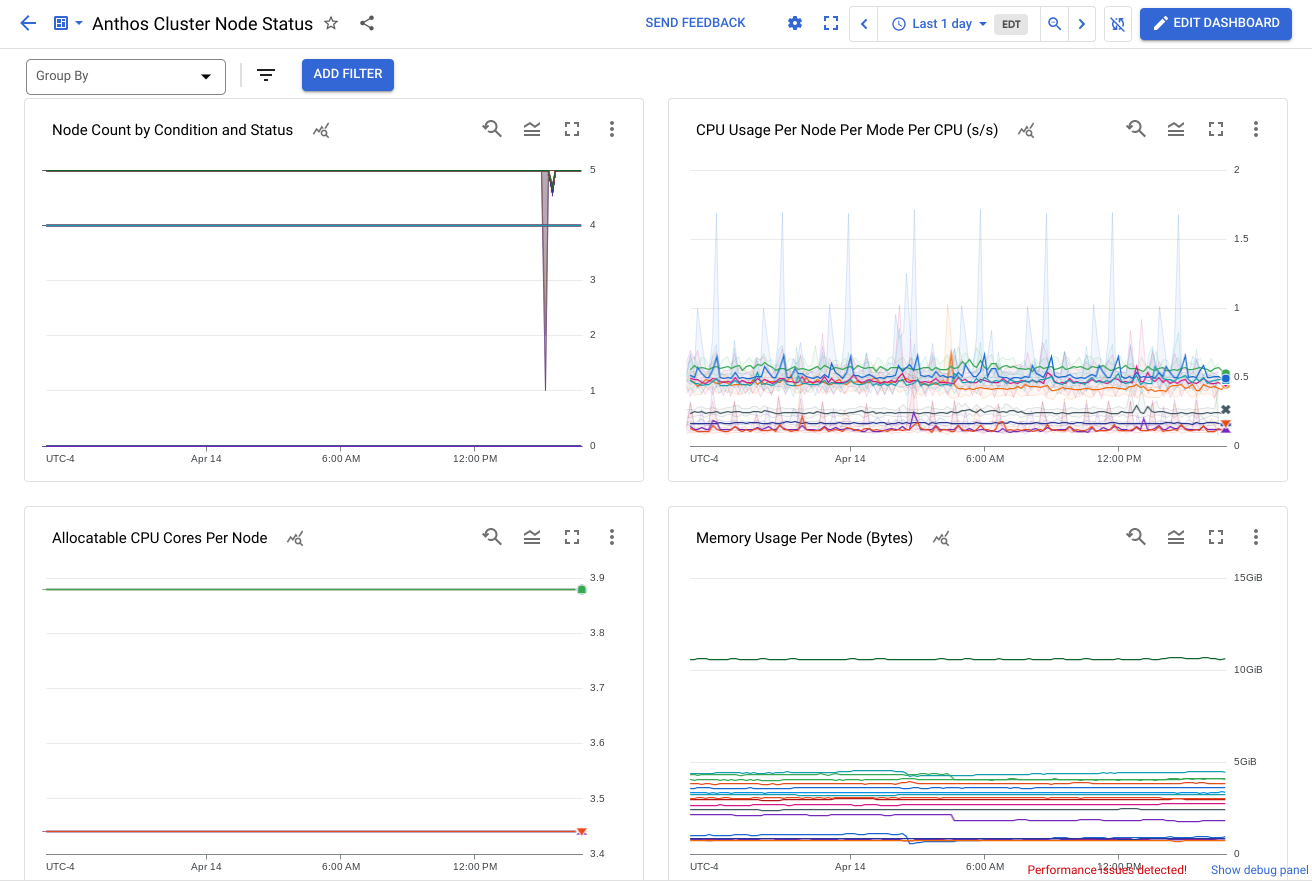 Anthos Cluster Node Status
SEND FEEDBACK
Last 1 day
EDT
EDIT DASHBOARD
Group By
ADD FILTER
Node Count by Condition and Status
5
4
3
2
1
0
UTC-4
Apr 14
6:00 AM
12:00 PM
CPU Usage Per Node Per Mode Per CPU (s/s)
2
1.5
1
0.5
0
UTC-4
Apr 14
6:00 AM
12:00 PM
Allocatable CPU Cores Per Node
3.9
3.8
3.7
3.6
3.5
3.4
UTC-4
Apr 14
6:00 AM
12:00 PM
Memory Usage Per Node (Bytes)
15GiB
10GiB
5GiB
0
UTC-4
Apr 14
6:00 AM
12:00 PM
Performance issues detected!
Show debug panel